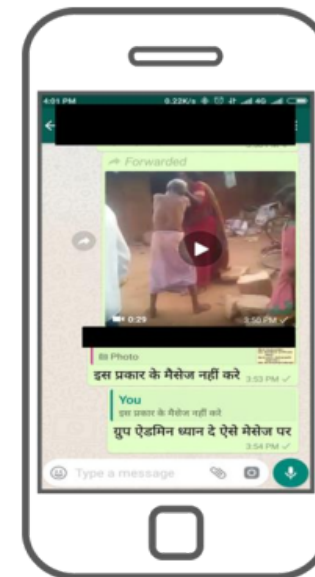 4:01 PM 0.22K/s 4G
Forwarded
0:29 3:50 PM
Photo
इस प्रकार के मैसेज नहीं करे 3:53 PM
You
इस प्रकार के मैसेज नहीं करे
ग्रुप ऐडमिन ध्यान दे ऐसे मेसेज पर
3:54 PM
Type a message